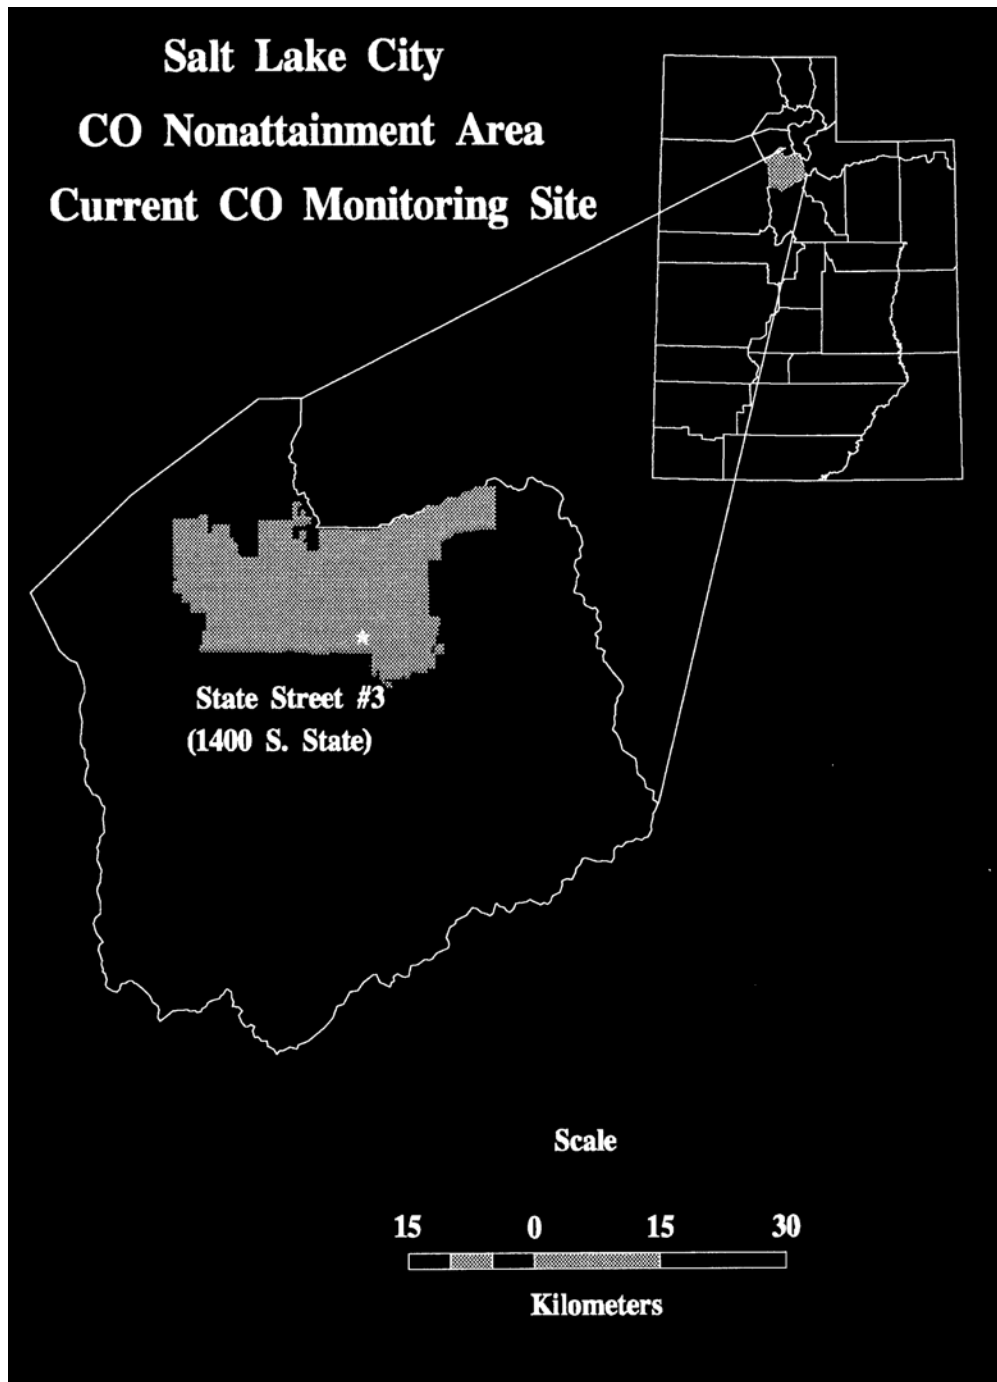 Salt Lake City
CO Nonattainment Area
Current CO Monitoring Site
State Street #3
(1400 S. State)
Scale
15 0 15 30
Kilometers